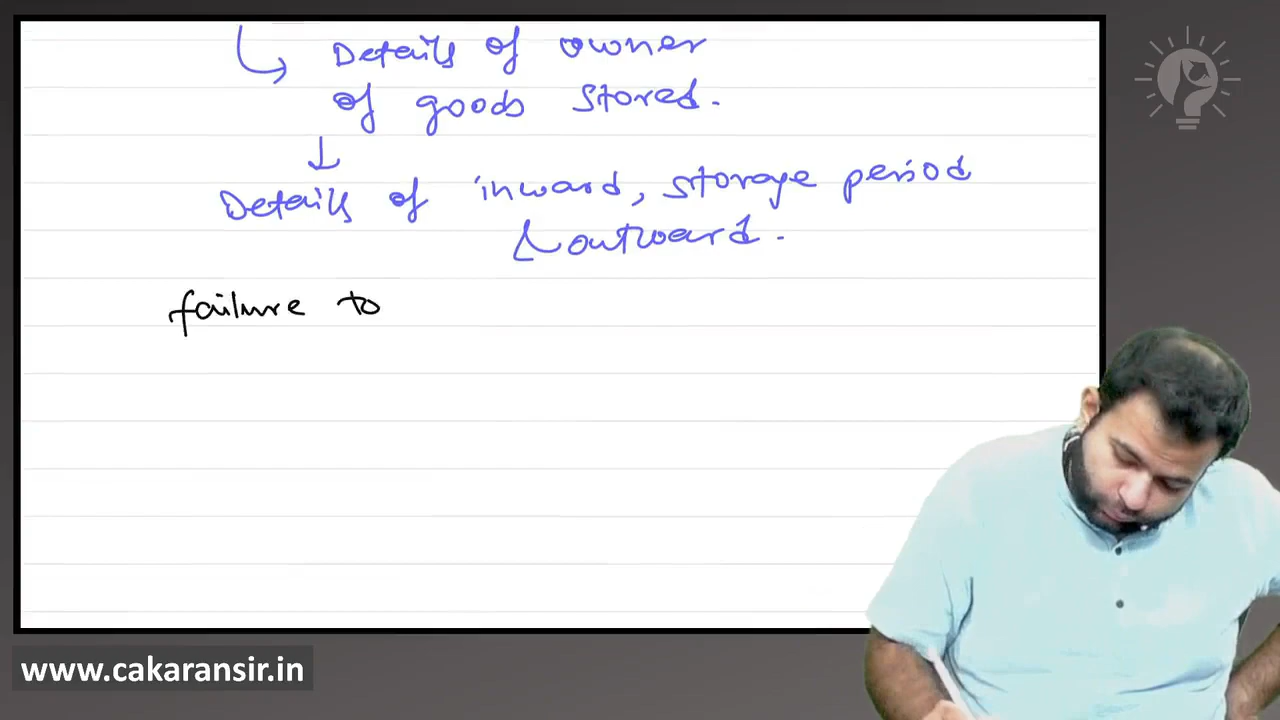 Details of owner
of goods stored.
Details of inward, storage period
& outward.
failure to
www.cakaransir.in